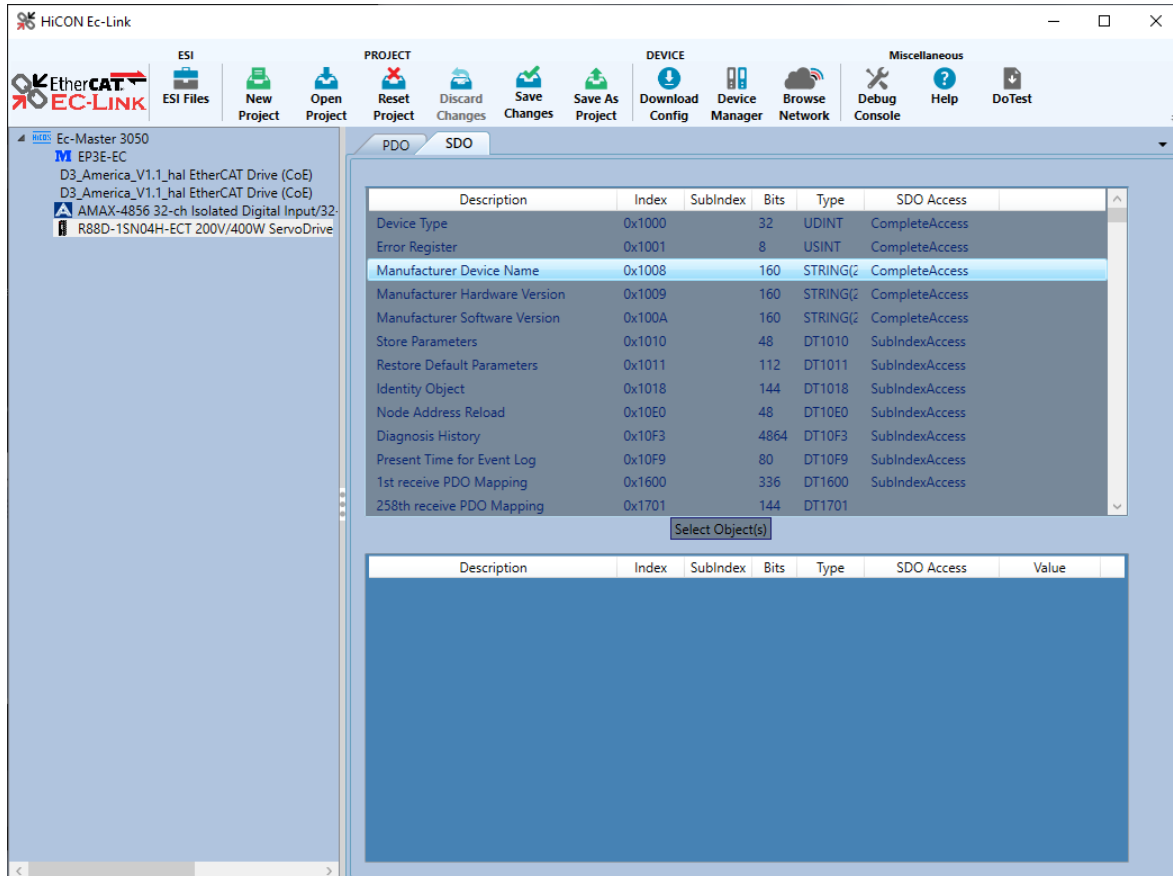 HiCON Ec-Link
ESI PROJECT DEVICE Miscellaneous
EtherCAT
EC-LINK
ESI Files
New Project
Open Project
Reset Project
Discard Changes
Save Changes
Save As Project
Download Config
Device Manager
Browse Network
Debug Console
Help
DoTest
Ec-Master 3050
EP3E-EC
D3_America_V1.1_hal EtherCAT Drive (CoE)
D3_America_V1.1_hal EtherCAT Drive (CoE)
AMAX-4856 32-ch Isolated Digital Input/32-
R88D-1SN04H-ECT 200V/400W ServoDrive
PDO SDO
Description Index SubIndex Bits Type SDO Access
Device Type 0x1000 32 UDINT CompleteAccess
Error Register 0x1001 8 USINT CompleteAccess
Manufacturer Device Name 0x1008 160 STRING(2 CompleteAccess
Manufacturer Hardware Version 0x1009 160 STRING(2 CompleteAccess
Manufacturer Software Version 0x100A 160 STRING(2 CompleteAccess
Store Parameters 0x1010 48 DT1010 SubIndexAccess
Restore Default Parameters 0x1011 112 DT1011 SubIndexAccess
Identity Object 0x1018 144 DT1018 SubIndexAccess
Node Address Reload 0x10E0 48 DT10E0 SubIndexAccess
Diagnosis History 0x10F3 4864 DT10F3 SubIndexAccess
Present Time for Event Log 0x10F9 80 DT10F9 SubIndexAccess
1st receive PDO Mapping 0x1600 336 DT1600 SubIndexAccess
258th receive PDO Mapping 0x1701 144 DT1701
Select Object(s)
Description Index SubIndex Bits Type SDO Access Value